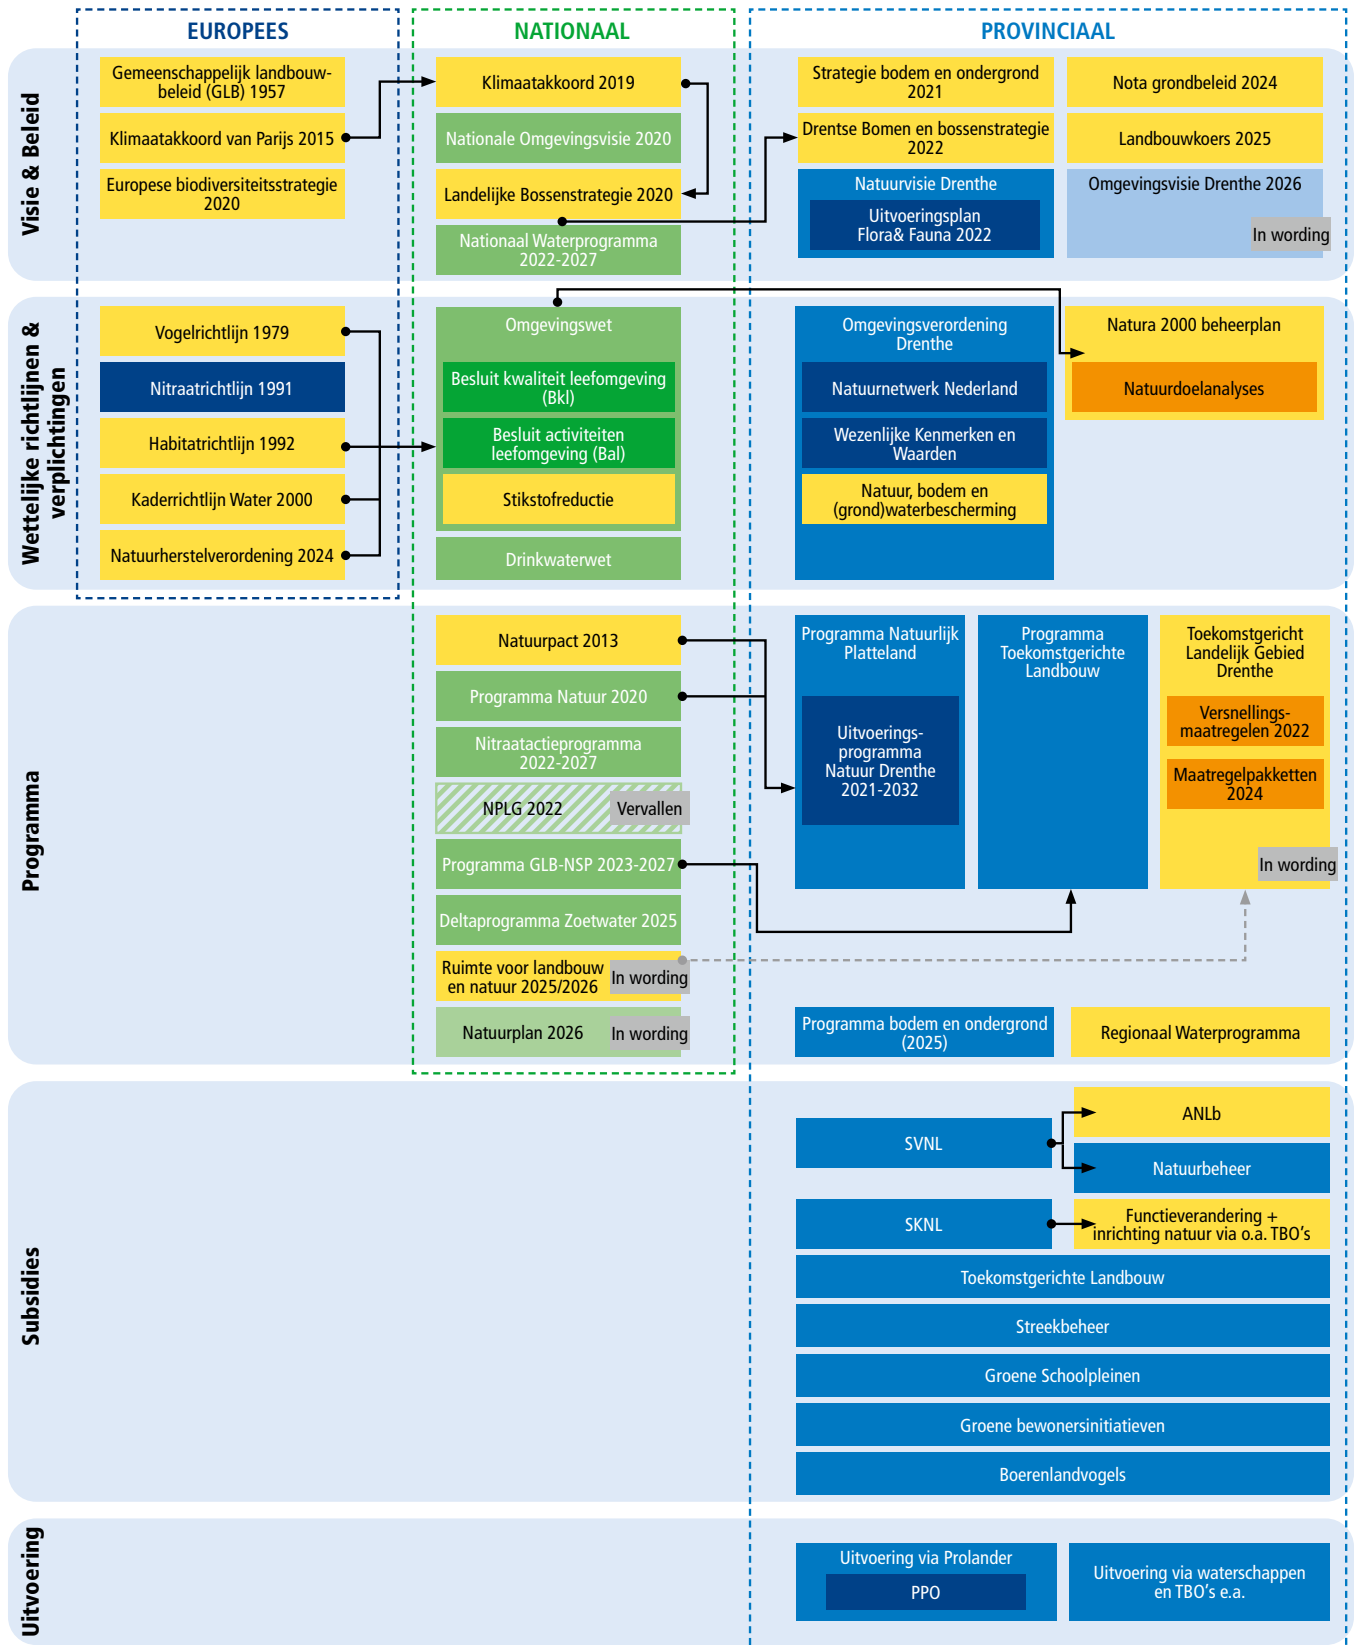 EUROPEES
NATIONAAL
PROVINCIAAL
Visie & Beleid
Gemeenschappelijk landbouw-
beleid (GLB) 1957
Klimaatakkoord van Parijs 2015
Europese biodiversiteitsstrategie
2020
Klimaatakkoord 2019
Nationale Omgevingsvisie 2020
Landelijke Bossenstrategie 2020
Nationaal Waterprogramma
2022-2027
Strategie bodem en ondergrond
2021
Drentse Bomen en bossenstrategie
2022
Natuurvisie Drenthe
Uitvoeringsplan
Flora& Fauna 2022
Nota grondbeleid 2024
Landbouwkoers 2025
Omgevingsvisie Drenthe 2026
In wording
Wettelijke richtlijnen &
verplichtingen
Vogelrichtlijn 1979
Nitraatrichtlijn 1991
Habitatrichtlijn 1992
Kaderrichtlijn Water 2000
Natuurherstelverordening 2024
Omgevingswet
Besluit kwaliteit leefomgeving
(Bkl)
Besluit activiteiten
leefomgeving (Bal)
Stikstofreductie
Drinkwaterwet
Omgevingsverordening
Drenthe
Natuurnetwerk Nederland
Wezenlijke Kenmerken en
Waarden
Natuur, bodem en
(grond)waterbescherming
Natura 2000 beheerplan
Natuurdoelanalyses
Programma
Natuurpact 2013
Programma Natuur 2020
Nitraatactieprogramma
2022-2027
NPLG 2022
Vervallen
Programma GLB-NSP 2023-2027
Deltaprogramma Zoetwater 2025
Ruimte voor landbouw
en natuur 2025/2026
In wording
Natuurplan 2026
In wording
Programma Natuurlijk
Platteland
Uitvoerings-
programma
Natuur Drenthe
2021-2032
Programma
Toekomstgerichte
Landbouw
Toekomstgericht
Landelijk Gebied
Drenthe
Versnellings-
maatregelen 2022
Maatregelpakketten
2024
In wording
Programma bodem en ondergrond
(2025)
Regionaal Waterprogramma
Subsidies
SVNL
ANLb
Natuurbeheer
SKNL
Functieverandering +
inrichting natuur via o.a. TBO's
Toekomstgerichte Landbouw
Streekbeheer
Groene Schoolpleinen
Groene bewonersinitiatieven
Boerenlandvogels
Uitvoering
Uitvoering via Prolander
PPO
Uitvoering via waterschappen
en TBO's e.a.